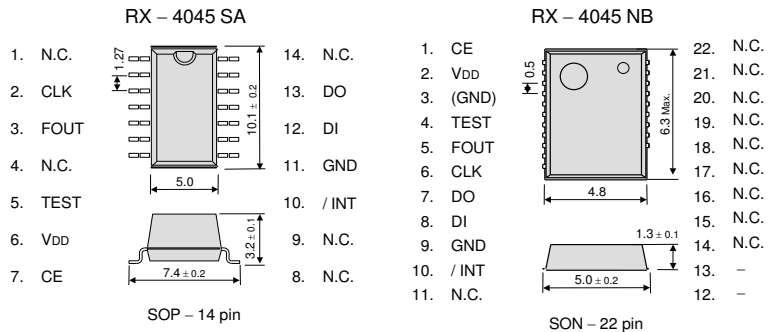 RX – 4045 SA
1. N.C.
2. CLK
3. FOUT
4. N.C.
5. TEST
6. VDD
7. CE
14. N.C.
13. DO
12. DI
11. GND
10. / INT
9. N.C.
8. N.C.
1.27
10.1 ± 0.2
5.0
3.2 ± 0.1
7.4 ± 0.2
SOP – 14 pin
RX – 4045 NB
1. CE
2. VDD
3. (GND)
4. TEST
5. FOUT
6. CLK
7. DO
8. DI
9. GND
10. / INT
11. N.C.
22. N.C.
21. N.C.
20. N.C.
19. N.C.
18. N.C.
17. N.C.
16. N.C.
15. N.C.
14. N.C.
13. –
12. –
0.5
6.3 Max.
4.8
1.3 ± 0.1
5.0 ± 0.2
SON – 22 pin